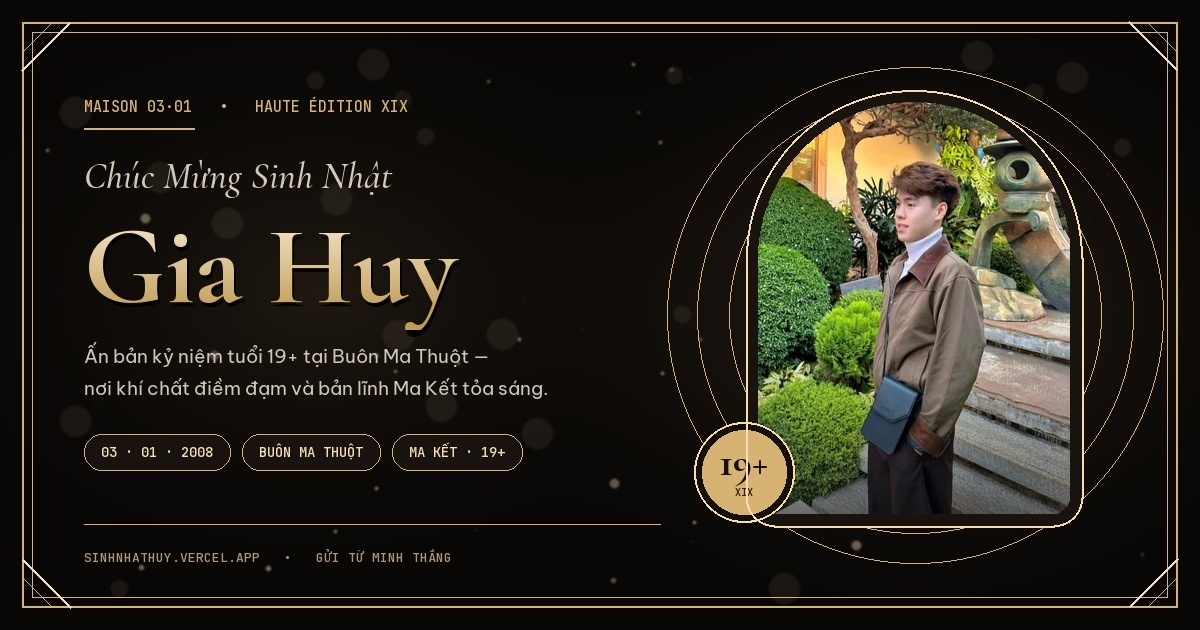 MAISON 03·01 • HAUTE ÉDITION XIX
Chúc Mừng Sinh Nhật
Gia Huy
Ấn bản kỷ niệm tuổi 19+ tại Buôn Ma Thuột —
nơi khí chất điềm đạm và bản lĩnh Ma Kết tỏa sáng.
03 · 01 · 2008
BUÔN MA THUỘT
MA KẾT · 19+
19+
XIX
SINHNHATHUY.VERCEL.APP • GỬI TỪ MINH THẮNG